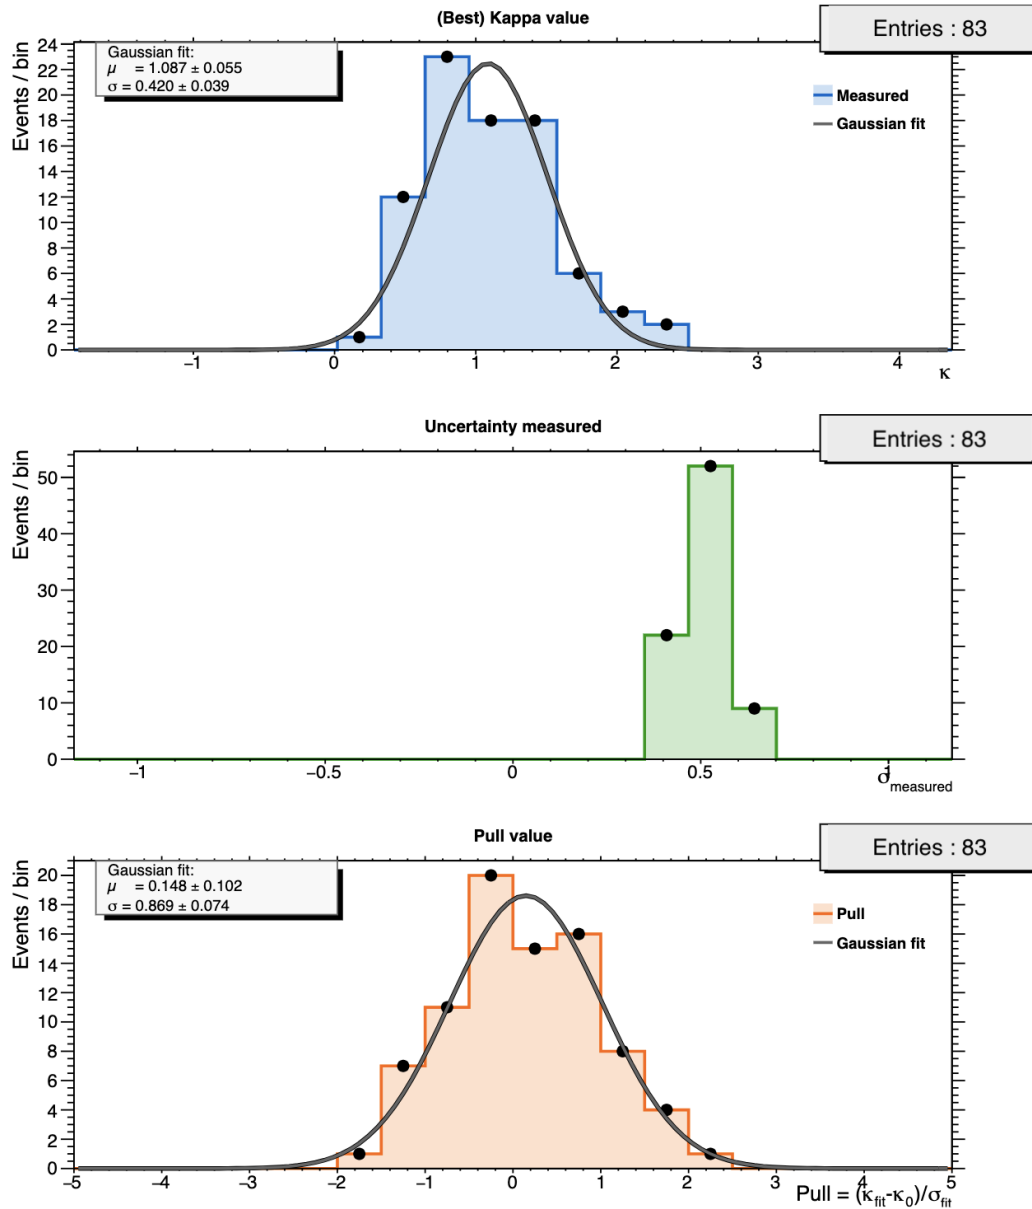 (Best) Kappa value
Entries : 83
Gaussian fit:
μ = 1.087 ± 0.055
σ = 0.420 ± 0.039
Measured
Gaussian fit
Events / bin
24
22
20
18
16
14
12
10
8
6
4
2
0
−1 0 1 2 3 4
κ
Uncertainty measured
Entries : 83
Events / bin
50
40
30
20
10
0
−1 −0.5 0 0.5 1
σmeasured
Pull value
Entries : 83
Gaussian fit:
μ = 0.148 ± 0.102
σ = 0.869 ± 0.074
Pull
Gaussian fit
Events / bin
20
18
16
14
12
10
8
6
4
2
0
−5 −4 −3 −2 −1 0 1 2 3 4 5
Pull = (κfit-κ0)/σfit